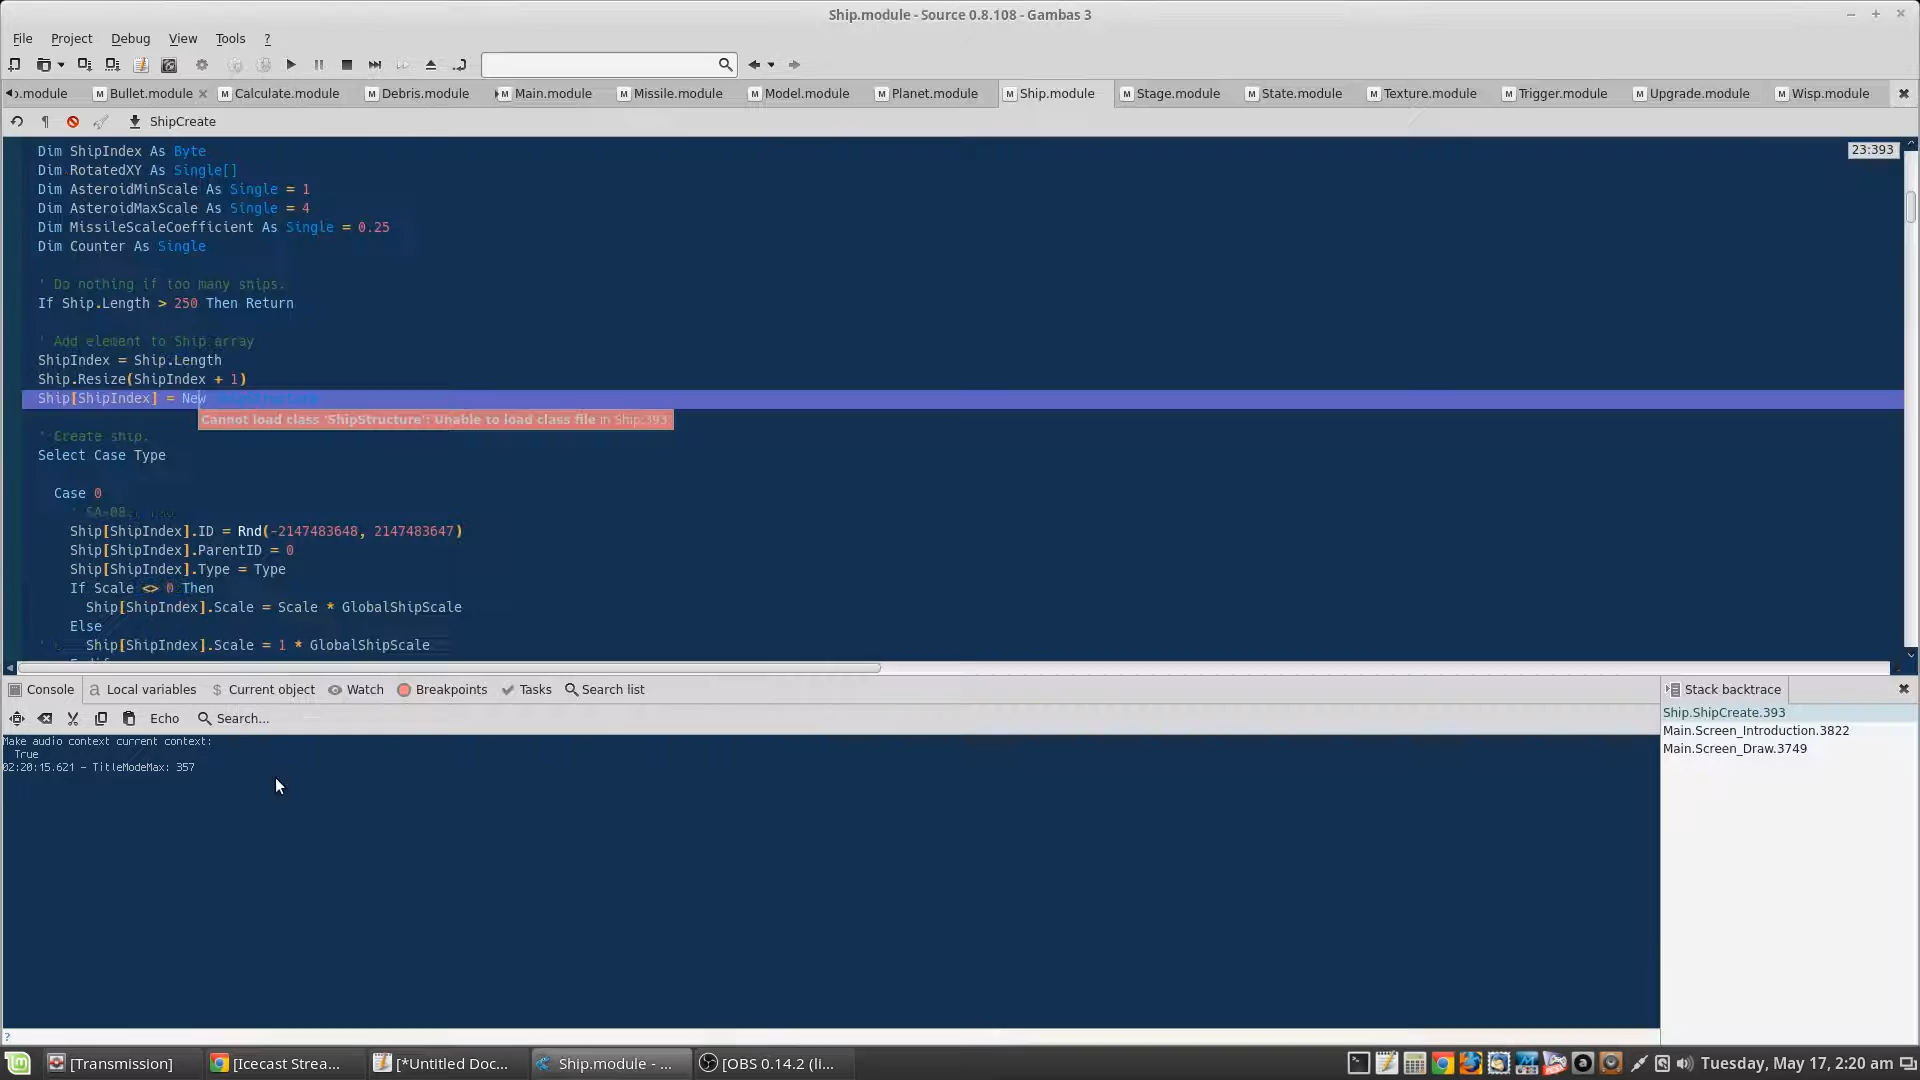 Ship.module - Source 0.8.108 - Gambas 3
File Project Debug View Tools ?
.module Bullet.module Calculate.module Debris.module Main.module Missile.module Model.module Planet.module Ship.module Stage.module State.module Texture.module Trigger.module Upgrade.module Wisp.module
ShipCreate
23:393
Dim ShipIndex As Byte
Dim RotatedXY As Single[]
Dim AsteroidMinScale As Single = 1
Dim AsteroidMaxScale As Single = 4
Dim MissileScaleCoefficient As Single = 0.25
Dim Counter As Single
' Do nothing if too many ships.
If Ship.Length > 250 Then Return
' Add element to Ship array
ShipIndex = Ship.Length
Ship.Resize(ShipIndex + 1)
Ship[ShipIndex] = New ShipStructure
Cannot load class 'ShipStructure': Unable to load class file in Ship:393.
' Create ship.
Select Case Type
Case 0
' SA-08.
Ship[ShipIndex].ID = Rnd(-2147483648, 2147483647)
Ship[ShipIndex].ParentID = 0
Ship[ShipIndex].Type = Type
If Scale <> 0 Then
Ship[ShipIndex].Scale = Scale * GlobalShipScale
Else
Ship[ShipIndex].Scale = 1 * GlobalShipScale
Console Local variables Current object Watch Breakpoints Tasks Search list
Echo Search...
Make audio context current context:
True
02:20:15.621 - TitleModeMax: 357
?
Stack backtrace
Ship.ShipCreate.393
Main.Screen_Introduction.3822
Main.Screen_Draw.3749
[Transmission] [Icecast Strea... [*Untitled Doc... Ship.module - ... [OBS 0.14.2 (li... Tuesday, May 17, 2:20 am